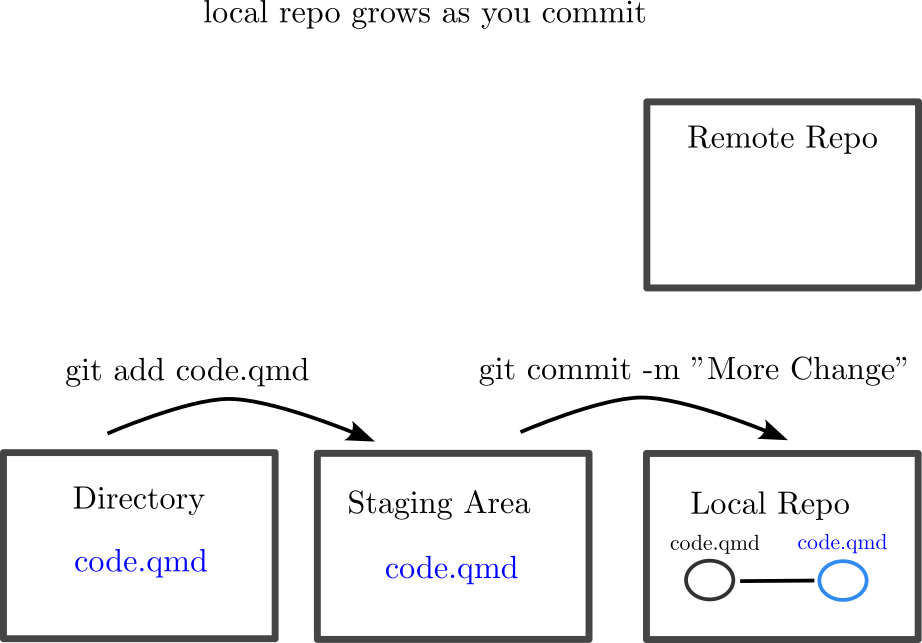 local repo grows as you commit
Remote Repo
git add code.qmd
git commit -m ”More Change”
Directory
code.qmd
Staging Area
code.qmd
Local Repo
code.qmd
code.qmd